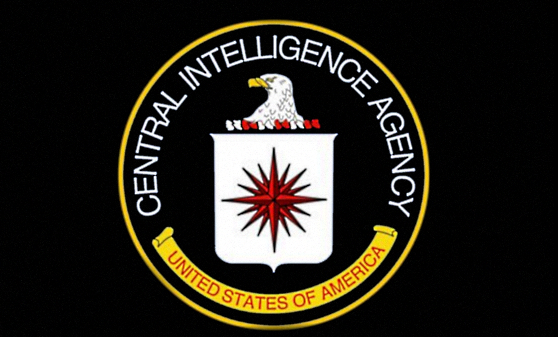 CENTRAL INTELLIGENCE AGENCY
UNITED STATES OF AMERICA